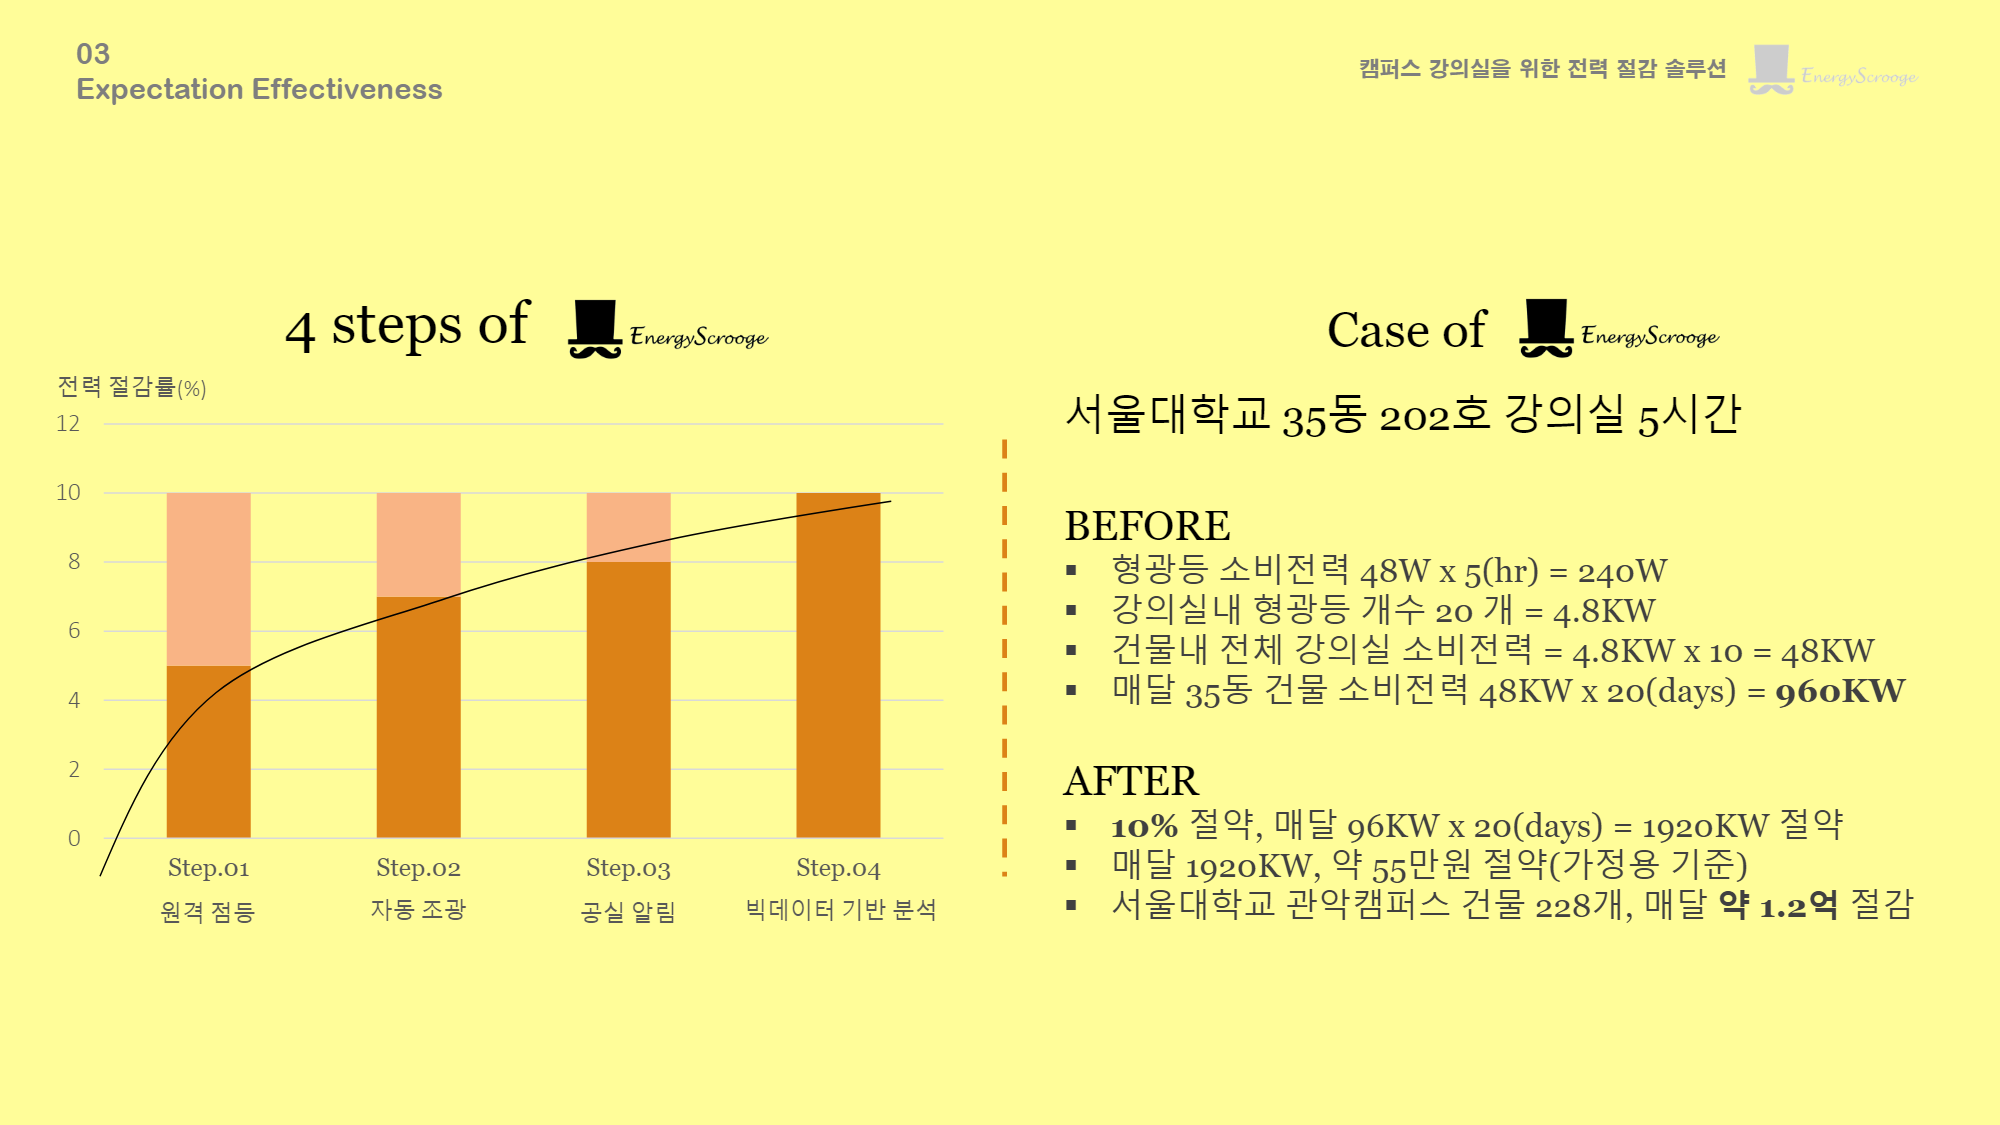 03
Expectation Effectiveness
캠퍼스 강의실을 위한 전력 절감 솔루션
EnergyScrooge
4 steps of
EnergyScrooge
전력 절감률(%)
12
10
8
6
4
2
0
Step.01
Step.02
Step.03
Step.04
원격 점등
자동 조광
공실 알림
빅데이터 기반 분석
Case of
EnergyScrooge
서울대학교 35동 202호 강의실 5시간
BEFORE
▪ 형광등 소비전력 48W x 5(hr) = 240W
▪ 강의실내 형광등 개수 20 개 = 4.8KW
▪ 건물내 전체 강의실 소비전력 = 4.8KW x 10 = 48KW
▪ 매달 35동 건물 소비전력 48KW x 20(days) = 960KW
AFTER
▪ 10% 절약, 매달 96KW x 20(days) = 1920KW 절약
▪ 매달 1920KW, 약 55만원 절약(가정용 기준)
▪ 서울대학교 관악캠퍼스 건물 228개, 매달 약 1.2억 절감